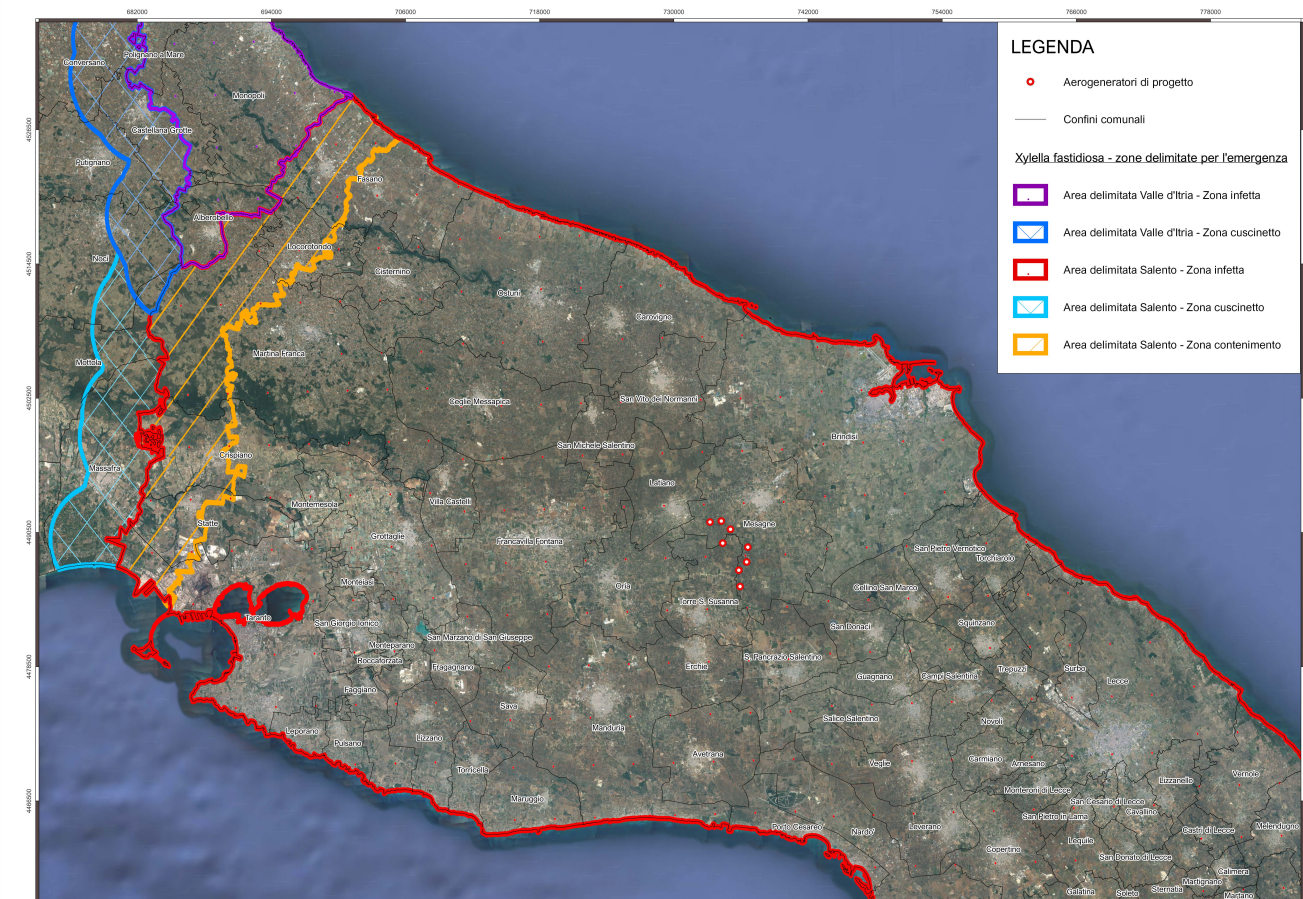 682000
694000
706000
718000
730000
742000
754000
766000
778000
4526500
4514500
4502500
4490500
4478500
4466500
LEGENDA
Aerogeneratori di progetto
Confini comunali
Xylella fastidiosa - zone delimitate per l'emergenza
Area delimitata Valle d'Itria - Zona infetta
Area delimitata Valle d'Itria - Zona cuscinetto
Area delimitata Salento - Zona infetta
Area delimitata Salento - Zona cuscinetto
Area delimitata Salento - Zona contenimento
Polignano a Mare
Conversano
Monopoli
Castellana Grotte
Putignano
Fasano
Alberobello
Locorotondo
Noci
Cisternino
Ostuni
Carovigno
Martina Franca
Mottola
Ceglie Messapica
San Vito dei Normanni
Brindisi
San Michele Salentino
Crispiano
Massafra
Latiano
Villa Castelli
Montemesola
Statte
Mesagne
Grottaglie
Francavilla Fontana
San Pietro Vernotico
Torchiarolo
Monteiasi
Oria
Cellino San Marco
Torre S. Susanna
Taranto
San Giorgio Ionico
San Donaci
Squinzano
San Marzano di San Giuseppe
Monteparano
Roccaforzata
Fragagnano
Erchie
S. Pancrazio Salentino
Guagnano
Campi Salentina
Trepuzzi
Surbo
Lecce
Faggiano
Sava
Manduria
Salice Salentino
Novoli
Leporano
Pulsano
Lizzano
Avetrana
Veglie
Carmiano
Arnesano
Torricella
Lizzanello
Vernole
Monteroni di Lecce
Maruggio
San Cesario di Lecce
Cavallino
San Pietro in Lama
Porto Cesareo
Nardo'
Leverano
Castri di Lecce
Melendugno
Lequile
Copertino
San Donato di Lecce
Calimera
Martignano
Galatina
Soleto
Sternatia
Martano